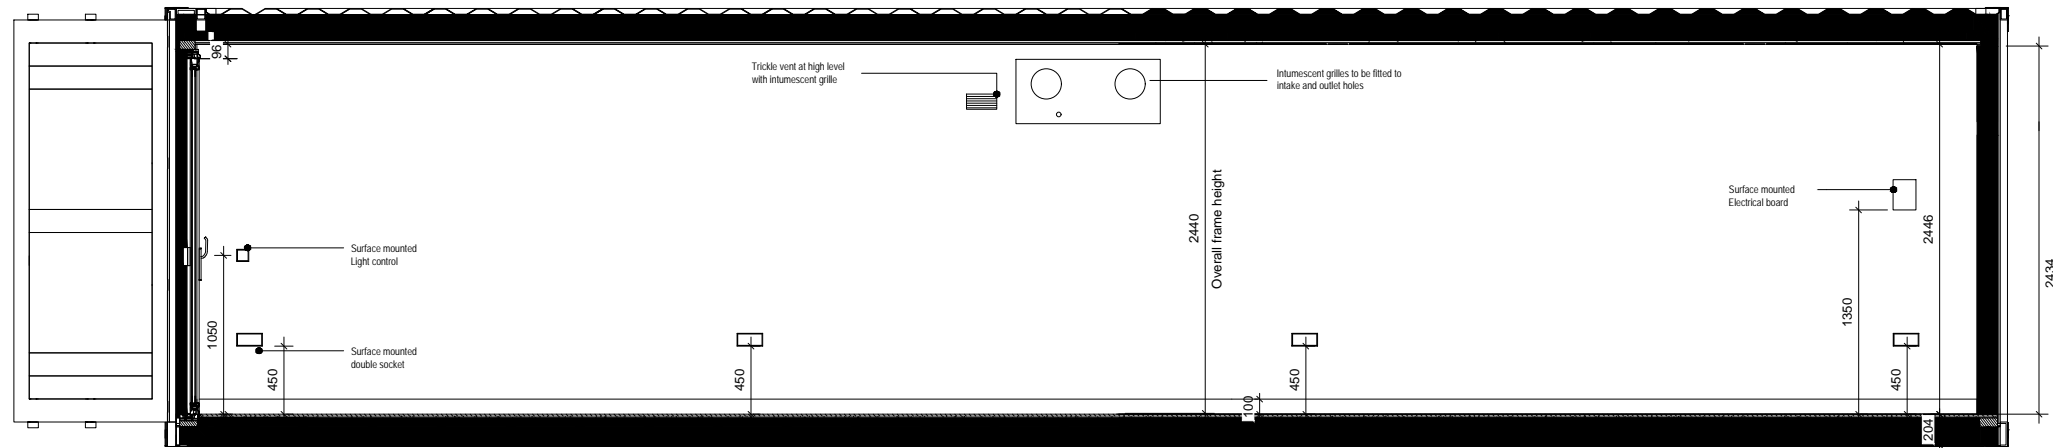 96
Trickle vent at high level
with intumescent grille
Intumescent grilles to be fitted to
intake and outlet holes
Surface mounted
Electrical board
2440
Overall frame height
2446
2434
Surface mounted
Light control
1050
1350
Surface mounted
double socket
450
450
450
450
100
204